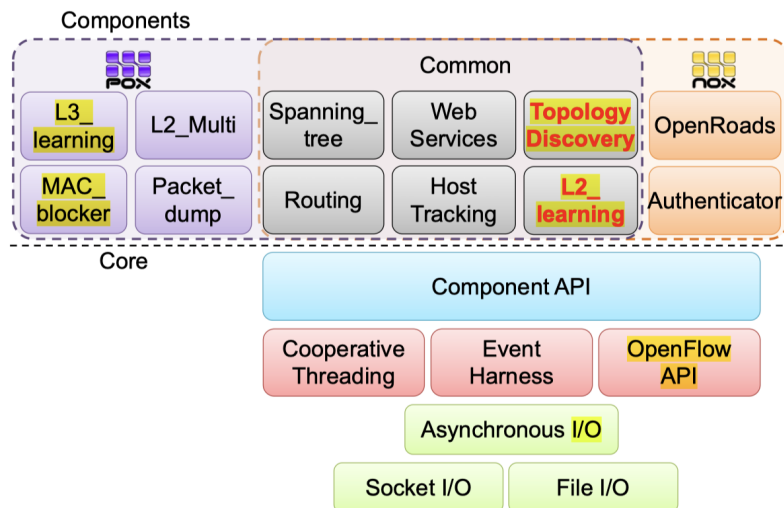 Components
POX
Common
nox
L3_
learning
L2_Multi
Spanning_
tree
Web
Services
Topology
Discovery
OpenRoads
MAC_
blocker
Packet_
dump
Routing
Host
Tracking
L2_
learning
Authenticator
Core
Component API
Cooperative
Threading
Event
Harness
OpenFlow
API
Asynchronous I/O
Socket I/O
File I/O